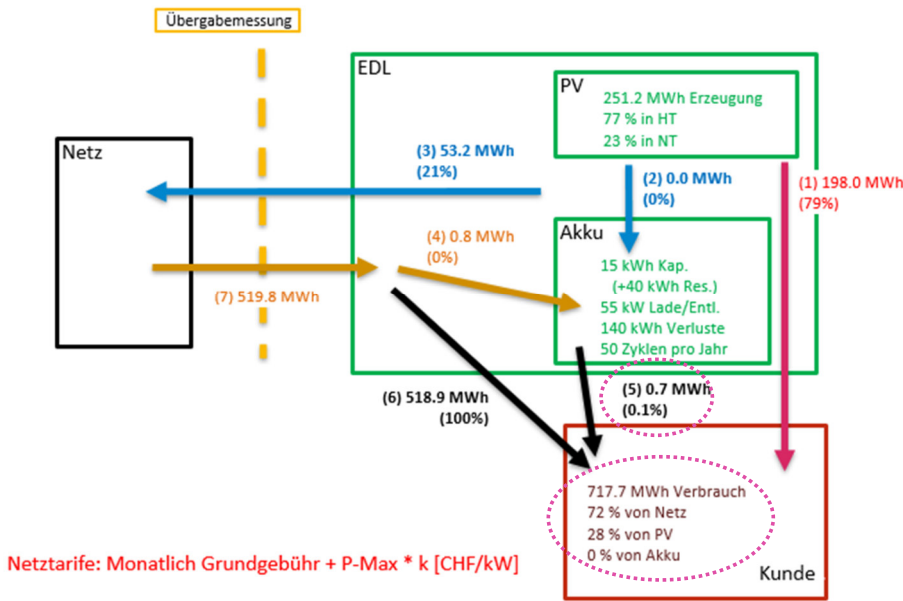 Übergabemessung
EDL
PV
251.2 MWh Erzeugung
77 % in HT
23 % in NT
Netz
(3) 53.2 MWh
(21%)
(2) 0.0 MWh
(0%)
(1) 198.0 MWh
(79%)
(4) 0.8 MWh
(0%)
Akku
15 kWh Kap.
(+40 kWh Res.)
55 kW Lade/Entl.
140 kWh Verluste
50 Zyklen pro Jahr
(7) 519.8 MWh
(6) 518.9 MWh
(100%)
(5) 0.7 MWh
(0.1%)
717.7 MWh Verbrauch
72 % von Netz
28 % von PV
0 % von Akku
Kunde
Netztarife: Monatlich Grundgebühr + P-Max * k [CHF/kW]